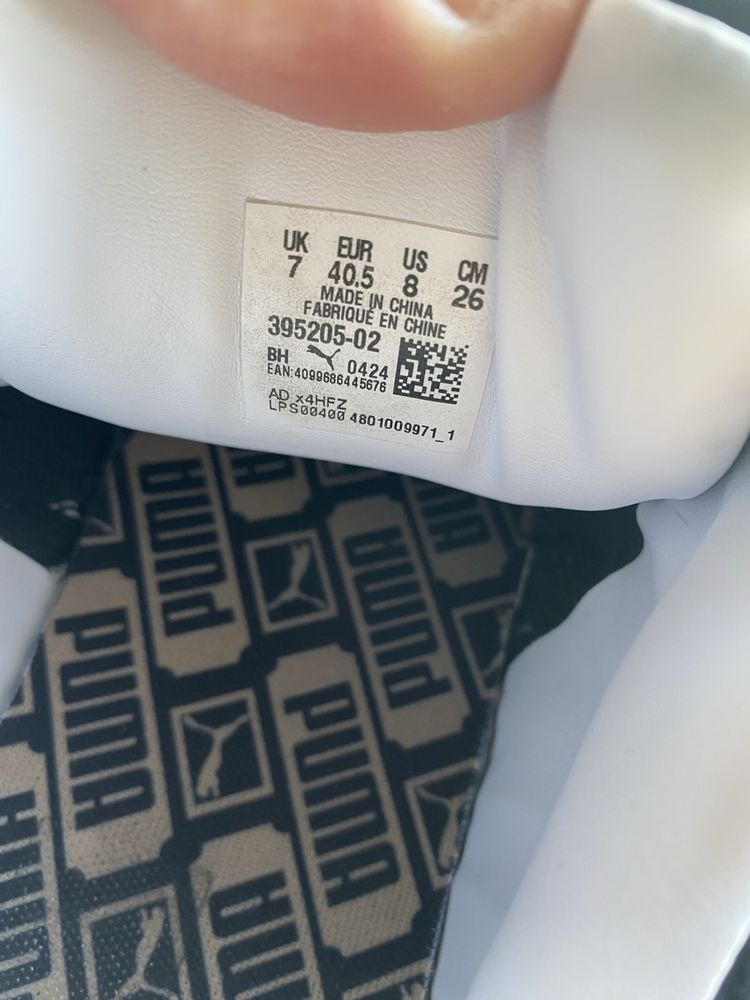 UK EUR US CM
7 40.5 8 26
MADE IN CHINA
FABRIQUÉ EN CHINE
395205-02
BH 0424
EAN:4099686445676
AD x4HFZ
LPS00400 4801009971_1
PUMA
PUMA
PUMA
PUMA
PUMA